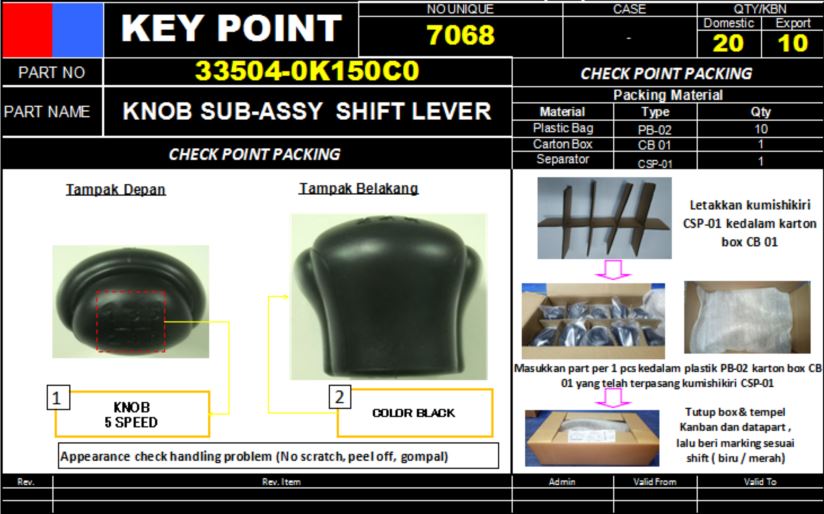 KEY POINT
NO UNIQUE
7068
CASE
-
QTY/KBN
Domestic
Export
20
10
PART NO
33504-0K150C0
PART NAME
KNOB SUB-ASSY SHIFT LEVER
CHECK POINT PACKING
Packing Material
Material Type Qty
Plastic Bag PB-02 10
Carton Box CB 01 1
Separator CSP-01 1
CHECK POINT PACKING
Tampak Depan
Tampak Belakang
1
KNOB
5 SPEED
2
COLOR BLACK
Appearance check handling problem (No scratch, peel off, gompal)
Letakkan kumishikiri
CSP-01 kedalam karton
box CB 01
Masukkan part per 1 pcs kedalam plastik PB-02 karton box CB
01 yang telah terpasang kumishikiri CSP-01
Tutup box & tempel
Kanban dan datapart ,
lalu beri marking sesuai
shift ( biru / merah)
Rev. Rev. Item Admin Valid From Valid To